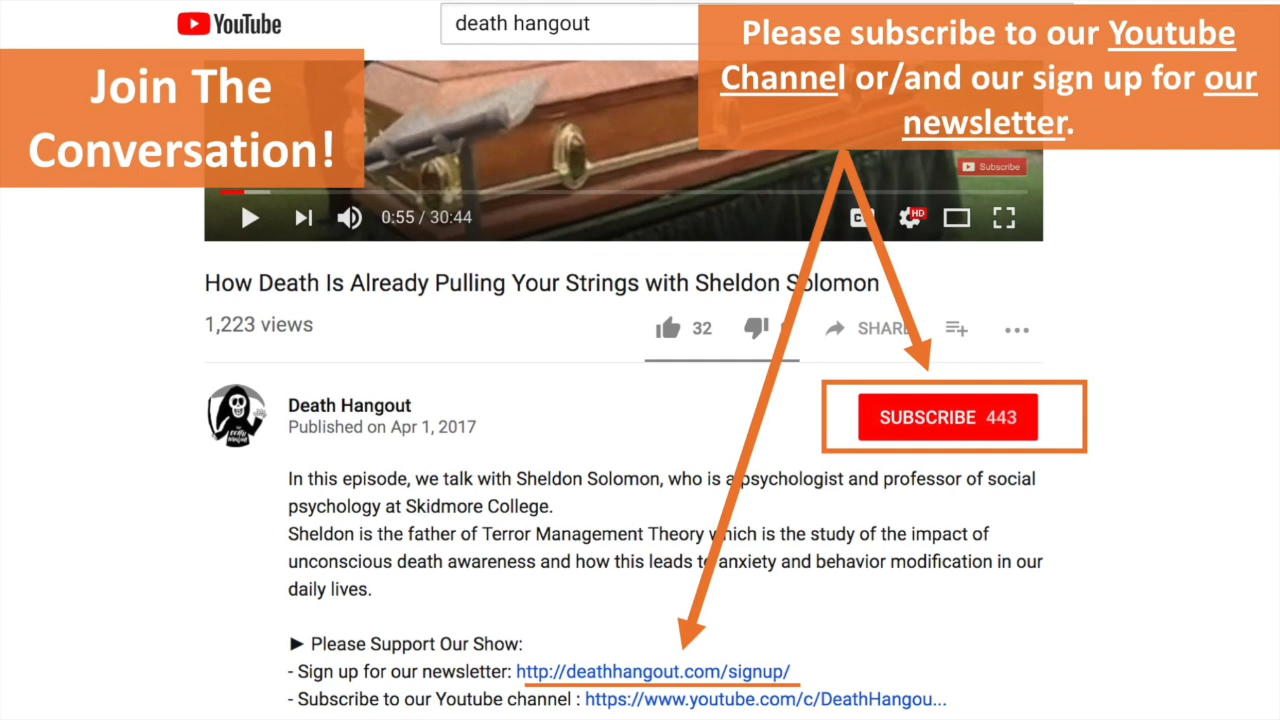 YouTube
death hangout
Join The
Conversation!
Please subscribe to our Youtube
Channel or/and our sign up for our
newsletter.
Subscribe
0:55 / 30:44
HD
How Death Is Already Pulling Your Strings with Sheldon Solomon
1,223 views
32
SHARE
Death Hangout
Published on Apr 1, 2017
SUBSCRIBE 443
In this episode, we talk with Sheldon Solomon, who is a psychologist and professor of social
psychology at Skidmore College.
Sheldon is the father of Terror Management Theory which is the study of the impact of
unconscious death awareness and how this leads to anxiety and behavior modification in our
daily lives.
► Please Support Our Show:
- Sign up for our newsletter: http://deathhangout.com/signup/
- Subscribe to our Youtube channel : https://www.youtube.com/c/DeathHangou...